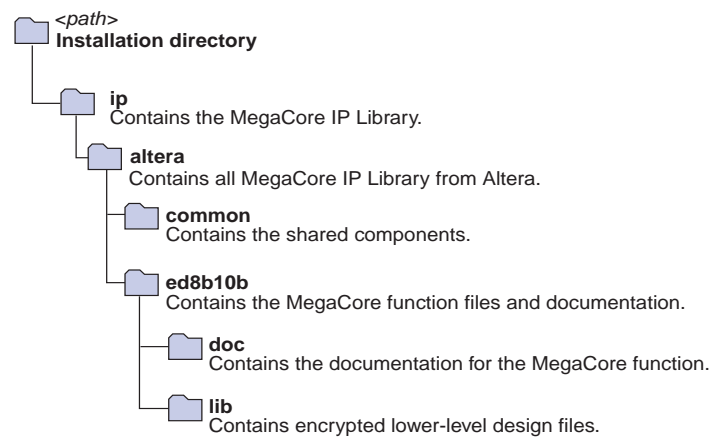 <path>
Installation directory
ip
Contains the MegaCore IP Library.
altera
Contains all MegaCore IP Library from Altera.
common
Contains the shared components.
ed8b10b
Contains the MegaCore function files and documentation.
doc
Contains the documentation for the MegaCore function.
lib
Contains encrypted lower-level design files.